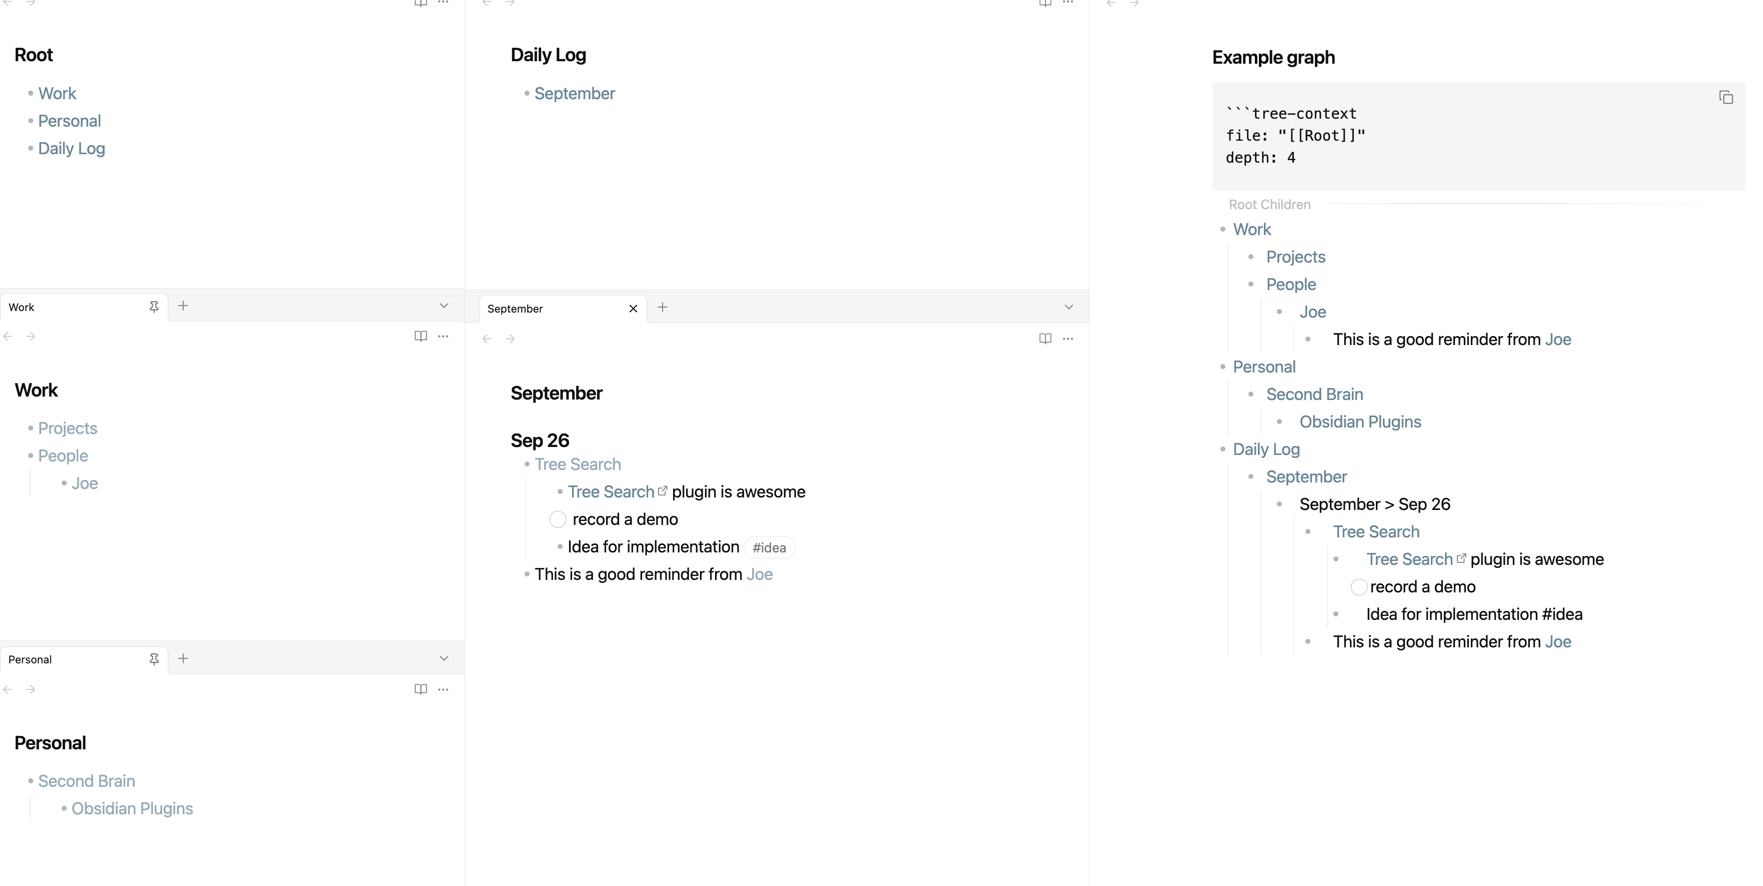 Root
Work
Personal
Daily Log
Work
Work
Projects
People
Joe
Personal
Personal
Second Brain
Obsidian Plugins
Daily Log
September
September
September
Sep 26
Tree Search
Tree Search plugin is awesome
record a demo
Idea for implementation #idea
This is a good reminder from Joe
Example graph
```tree-context
file: "[[Root]]"
depth: 4
Root Children
Work
Projects
People
Joe
This is a good reminder from Joe
Personal
Second Brain
Obsidian Plugins
Daily Log
September
September > Sep 26
Tree Search
Tree Search plugin is awesome
record a demo
Idea for implementation #idea
This is a good reminder from Joe